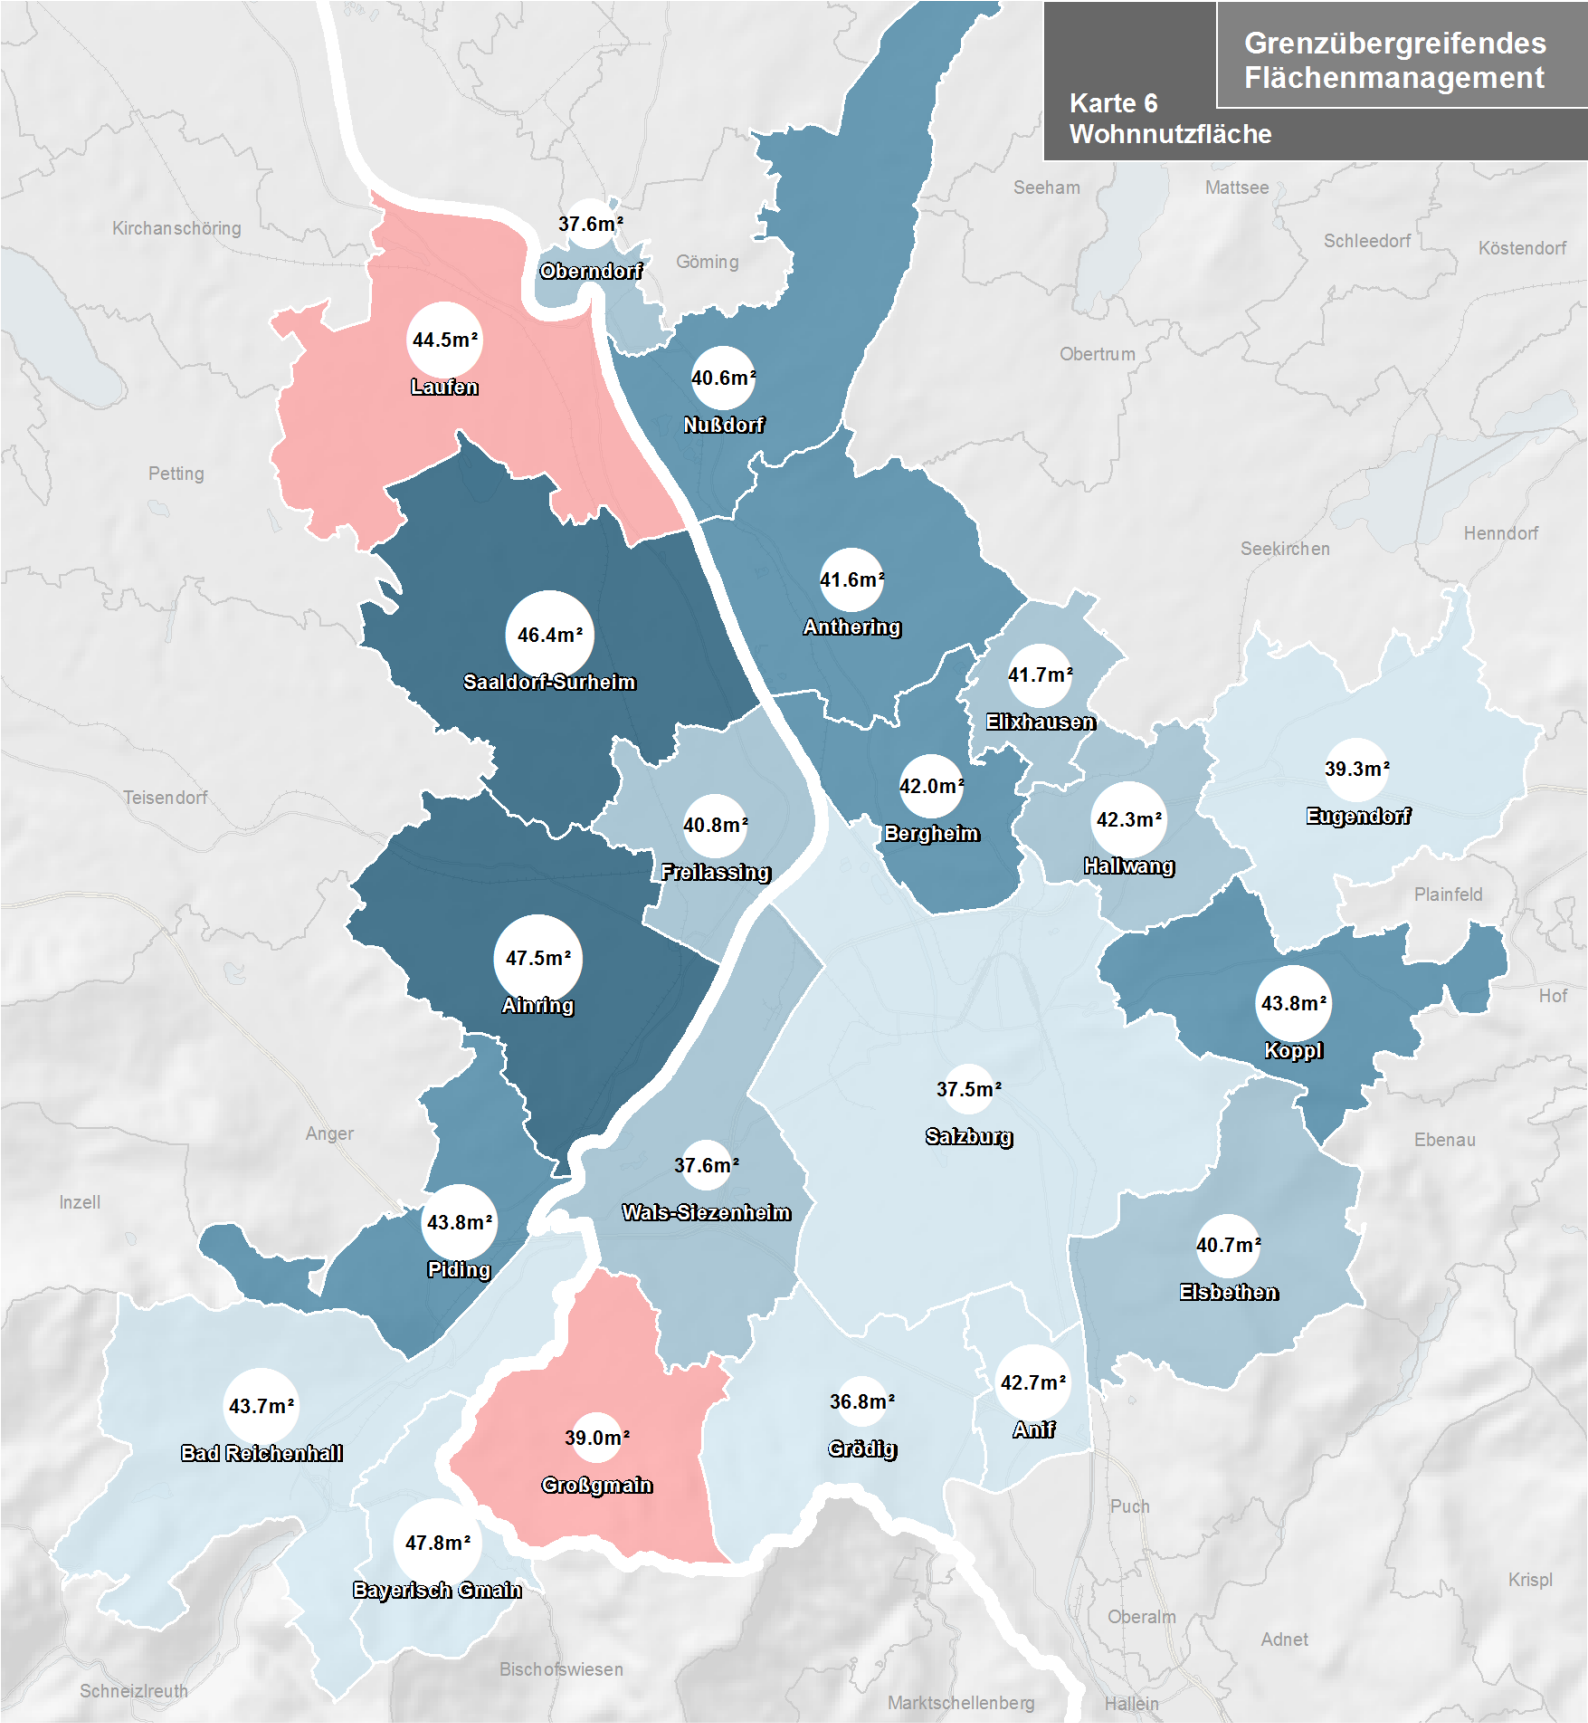 Grenzübergreifendes
Flächenmanagement
Karte 6
Wohnnutzfläche
Seeham
Mattsee
Kirchanschöring
37.6m²
Oberndorf
Göming
Schleedorf
Köstendorf
44.5m²
Laufen
40.6m²
Nußdorf
Obertrum
Petting
Seekirchen
Henndorf
41.6m²
Anthering
46.4m²
Saaldorf-Surheim
41.7m²
Elixhausen
Teisendorf
40.8m²
Freilassing
42.0m²
Bergheim
42.3m²
Hallwang
39.3m²
Eugendorf
Plainfeld
47.5m²
Ainring
43.8m²
Koppl
Hof
37.5m²
Salzburg
Anger
Ebenau
37.6m²
Wals-Siezenheim
Inzell
43.8m²
Piding
40.7m²
Elsbethen
43.7m²
Bad Reichenhall
39.0m²
Großgmain
36.8m²
Grödig
42.7m²
Anif
Puch
47.8m²
Bayerisch Gmain
Krispl
Oberalm
Adnet
Bischofswiesen
Schneizlreuth
Marktschellenberg
Hallein